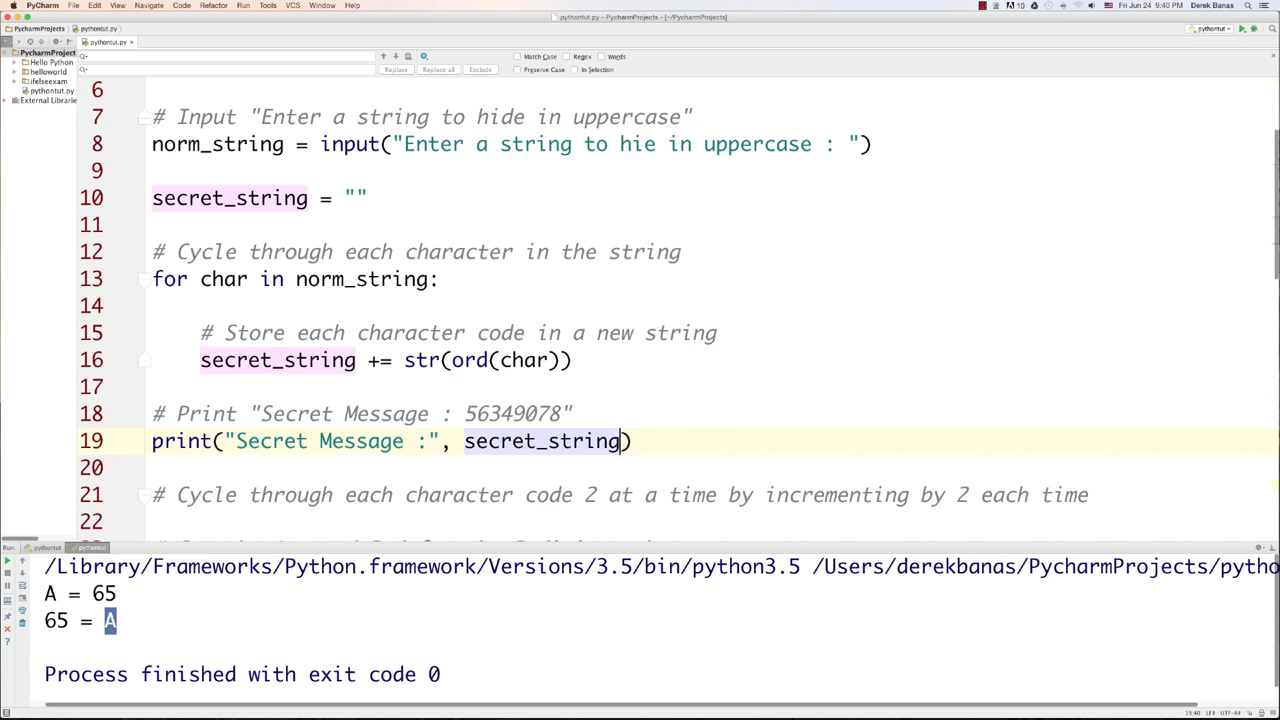 PyCharm File Edit View Navigate Code Refactor Run Tools VCS Window Help Fri Jun 24 9:40 PM Derek Banas
pythontut.py - PycharmProjects - [~/PycharmProjects]
PycharmProjects pythontut.py pythontut
pythontut.py ×
PycharmProject
Hello Python
helloworld
ifelseexam
pythontut.py
External Librarie
Match Case Regex Words
Replace Replace all Exclude Preserve Case In Selection
6
7 # Input "Enter a string to hide in uppercase"
8 norm_string = input("Enter a string to hie in uppercase : ")
9
10 secret_string = ""
11
12 # Cycle through each character in the string
13 for char in norm_string:
14
15 # Store each character code in a new string
16 secret_string += str(ord(char))
17
18 # Print "Secret Message : 56349078"
19 print("Secret Message :", secret_string)
20
21 # Cycle through each character code 2 at a time by incrementing by 2 each time
22
Run: pythontut pythontut
/Library/Frameworks/Python.framework/Versions/3.5/bin/python3.5 /Users/derekbanas/PycharmProjects/pytho
A = 65
65 = A
Process finished with exit code 0
19:40 LF÷ UTF-8÷